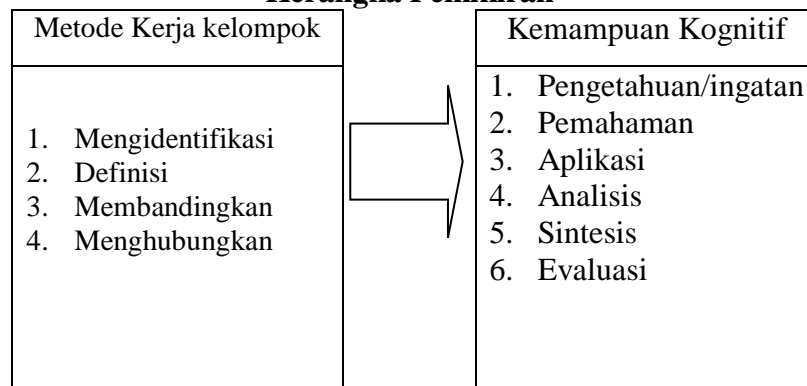 Metode Kerja kelompok
1. Mengidentifikasi
2. Definisi
3. Membandingkan
4. Menghubungkan
Kemampuan Kognitif
1. Pengetahuan/ingatan
2. Pemahaman
3. Aplikasi
4. Analisis
5. Sintesis
6. Evaluasi